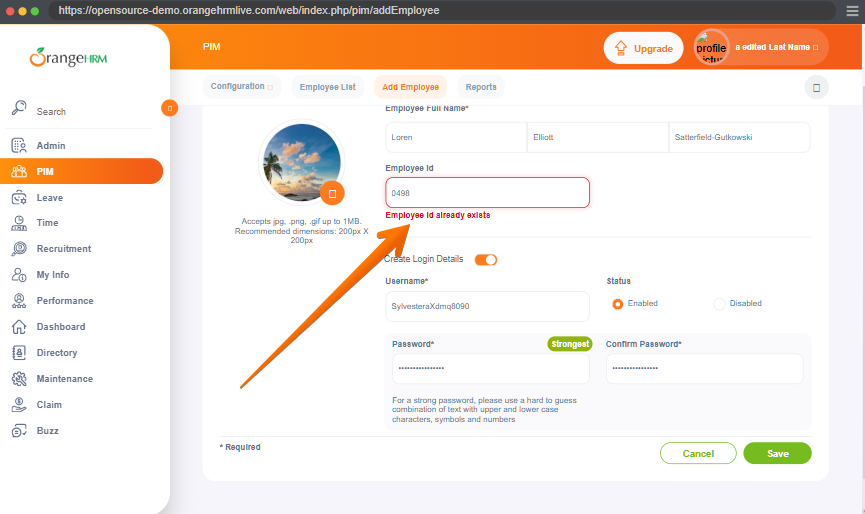 https://opensource-demo.orangehrmlive.com/web/index.php/pim/addEmployee
OrangeHRM
PIM
Upgrade
profile
pictur
a edited Last Name
Configuration
Employee List
Add Employee
Reports
Search
Admin
PIM
Leave
Time
Recruitment
My Info
Performance
Dashboard
Directory
Maintenance
Claim
Buzz
Employee Full Name*
Loren
Elliott
Satterfield-Gutkowski
Employee Id
0498
Employee Id already exists
Accepts jpg, .png, .gif up to 1MB.
Recommended dimensions: 200px X
200px
Create Login Details
Username*
Status
SylvesteraXdmq8090
Enabled
Disabled
Password*
Strongest
Confirm Password*
For a strong password, please use a hard to guess
combination of text with upper and lower case
characters, symbols and numbers
* Required
Cancel
Save